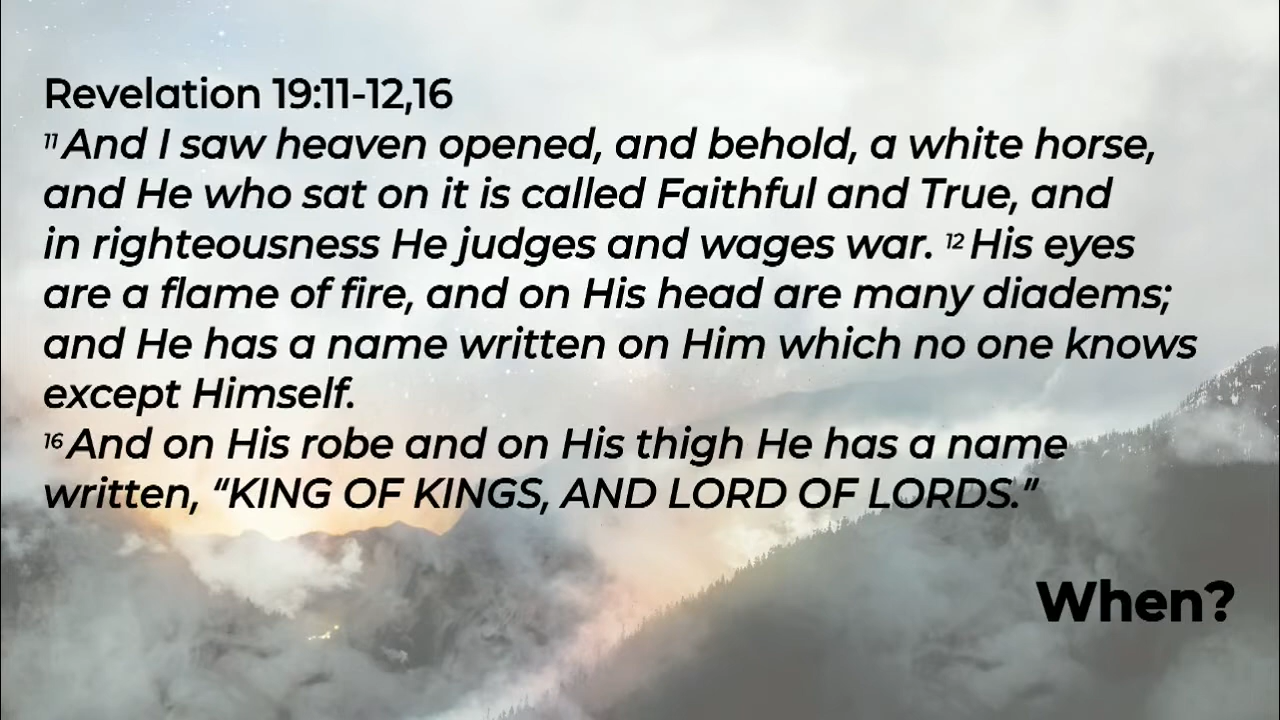 Revelation 19:11-12,16
11 And I saw heaven opened, and behold, a white horse,
and He who sat on it is called Faithful and True, and
in righteousness He judges and wages war. 12 His eyes
are a flame of fire, and on His head are many diadems;
and He has a name written on Him which no one knows
except Himself.
16 And on His robe and on His thigh He has a name
written, “KING OF KINGS, AND LORD OF LORDS.”
When?